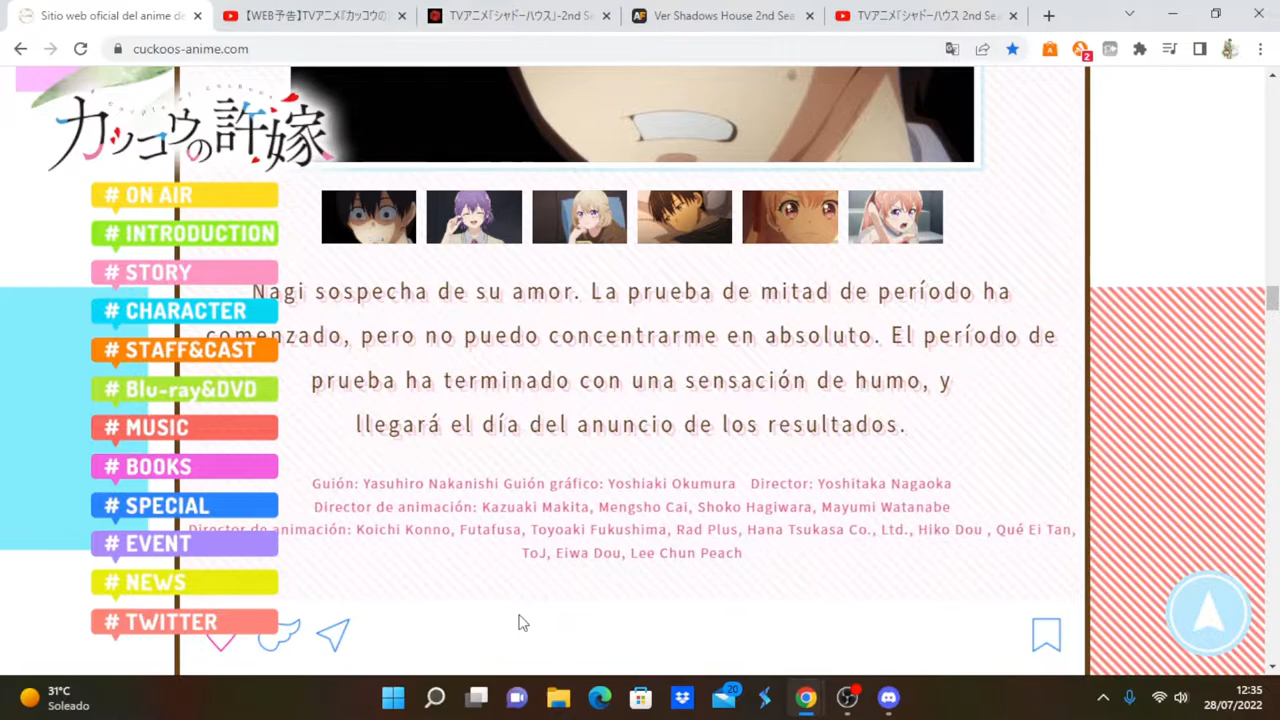 Sitio web oficial del anime de
【WEB予告】TVアニメ『カッコウの
TVアニメ「シャドーハウス」-2nd S
Ver Shadows House 2nd Sea
TVアニメ「シャドーハウス 2nd Se
cuckoos-anime.com
2
カッコウの許嫁
# ON AIR
# INTRODUCTION
# STORY
# CHARACTER
# STAFF&CAST
# Blu-ray&DVD
# MUSIC
# BOOKS
# SPECIAL
# EVENT
# NEWS
# TWITTER
Nagi sospecha de su amor. La prueba de mitad de período ha
comenzado, pero no puedo concentrarme en absoluto. El período de
prueba ha terminado con una sensación de humo, y
llegará el día del anuncio de los resultados.
Guión: Yasuhiro Nakanishi Guión gráfico: Yoshiaki Okumura Director: Yoshitaka Nagaoka
Director de animación: Kazuaki Makita, Mengsho Cai, Shoko Hagiwara, Mayumi Watanabe
Director de animación: Koichi Konno, Futafusa, Toyoaki Fukushima, Rad Plus, Hana Tsukasa Co., Ltd., Hiko Dou , Qué Ei Tan,
ToJ, Eiwa Dou, Lee Chun Peach
31°C
Soleado
20
12:35
28/07/2022